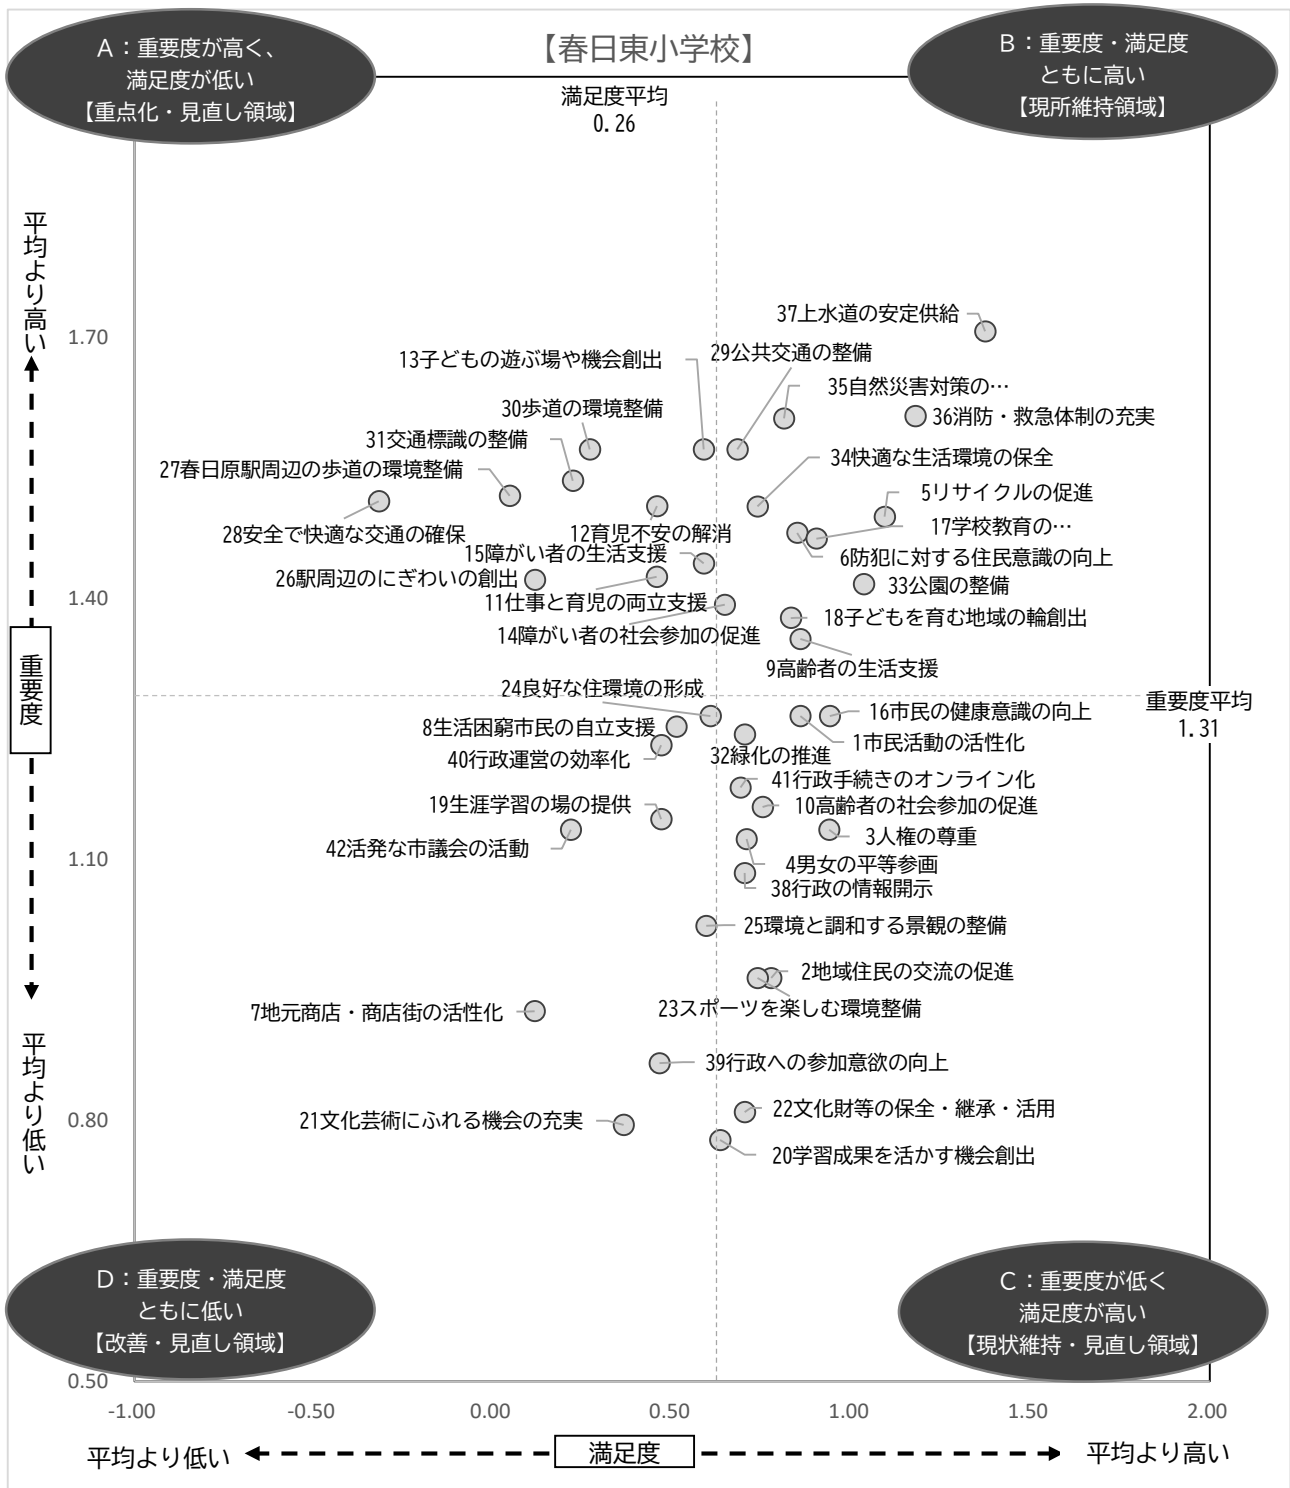 【春日東小学校】
A：重要度が高く、
満足度が低い
【重点化・見直し領域】
B：重要度・満足度
ともに高い
【現所維持領域】
満足度平均
0.26
平均より高い
重要度
平均より低い
1.70
1.40
1.10
0.80
0.50
37上水道の安定供給
29公共交通の整備
13子どもの遊ぶ場や機会創出
35自然災害対策の…
30歩道の環境整備
36消防・救急体制の充実
31交通標識の整備
34快適な生活環境の保全
27春日原駅周辺の歩道の環境整備
5リサイクルの促進
17学校教育の…
28安全で快適な交通の確保
12育児不安の解消
15障がい者の生活支援
6防犯に対する住民意識の向上
26駅周辺のにぎわいの創出
33公園の整備
11仕事と育児の両立支援
18子どもを育む地域の輪創出
14障がい者の社会参加の促進
9高齢者の生活支援
24良好な住環境の形成
重要度平均
1.31
16市民の健康意識の向上
8生活困窮市民の自立支援
1市民活動の活性化
32緑化の推進
40行政運営の効率化
41行政手続きのオンライン化
19生涯学習の場の提供
10高齢者の社会参加の促進
3人権の尊重
42活発な市議会の活動
4男女の平等参画
38行政の情報開示
25環境と調和する景観の整備
2地域住民の交流の促進
23スポーツを楽しむ環境整備
7地元商店・商店街の活性化
39行政への参加意欲の向上
22文化財等の保全・継承・活用
21文化芸術にふれる機会の充実
20学習成果を活かす機会創出
D：重要度・満足度
ともに低い
【改善・見直し領域】
C：重要度が低く
満足度が高い
【現状維持・見直し領域】
-1.00
-0.50
0.00
0.50
1.00
1.50
2.00
平均より低い
満足度
平均より高い